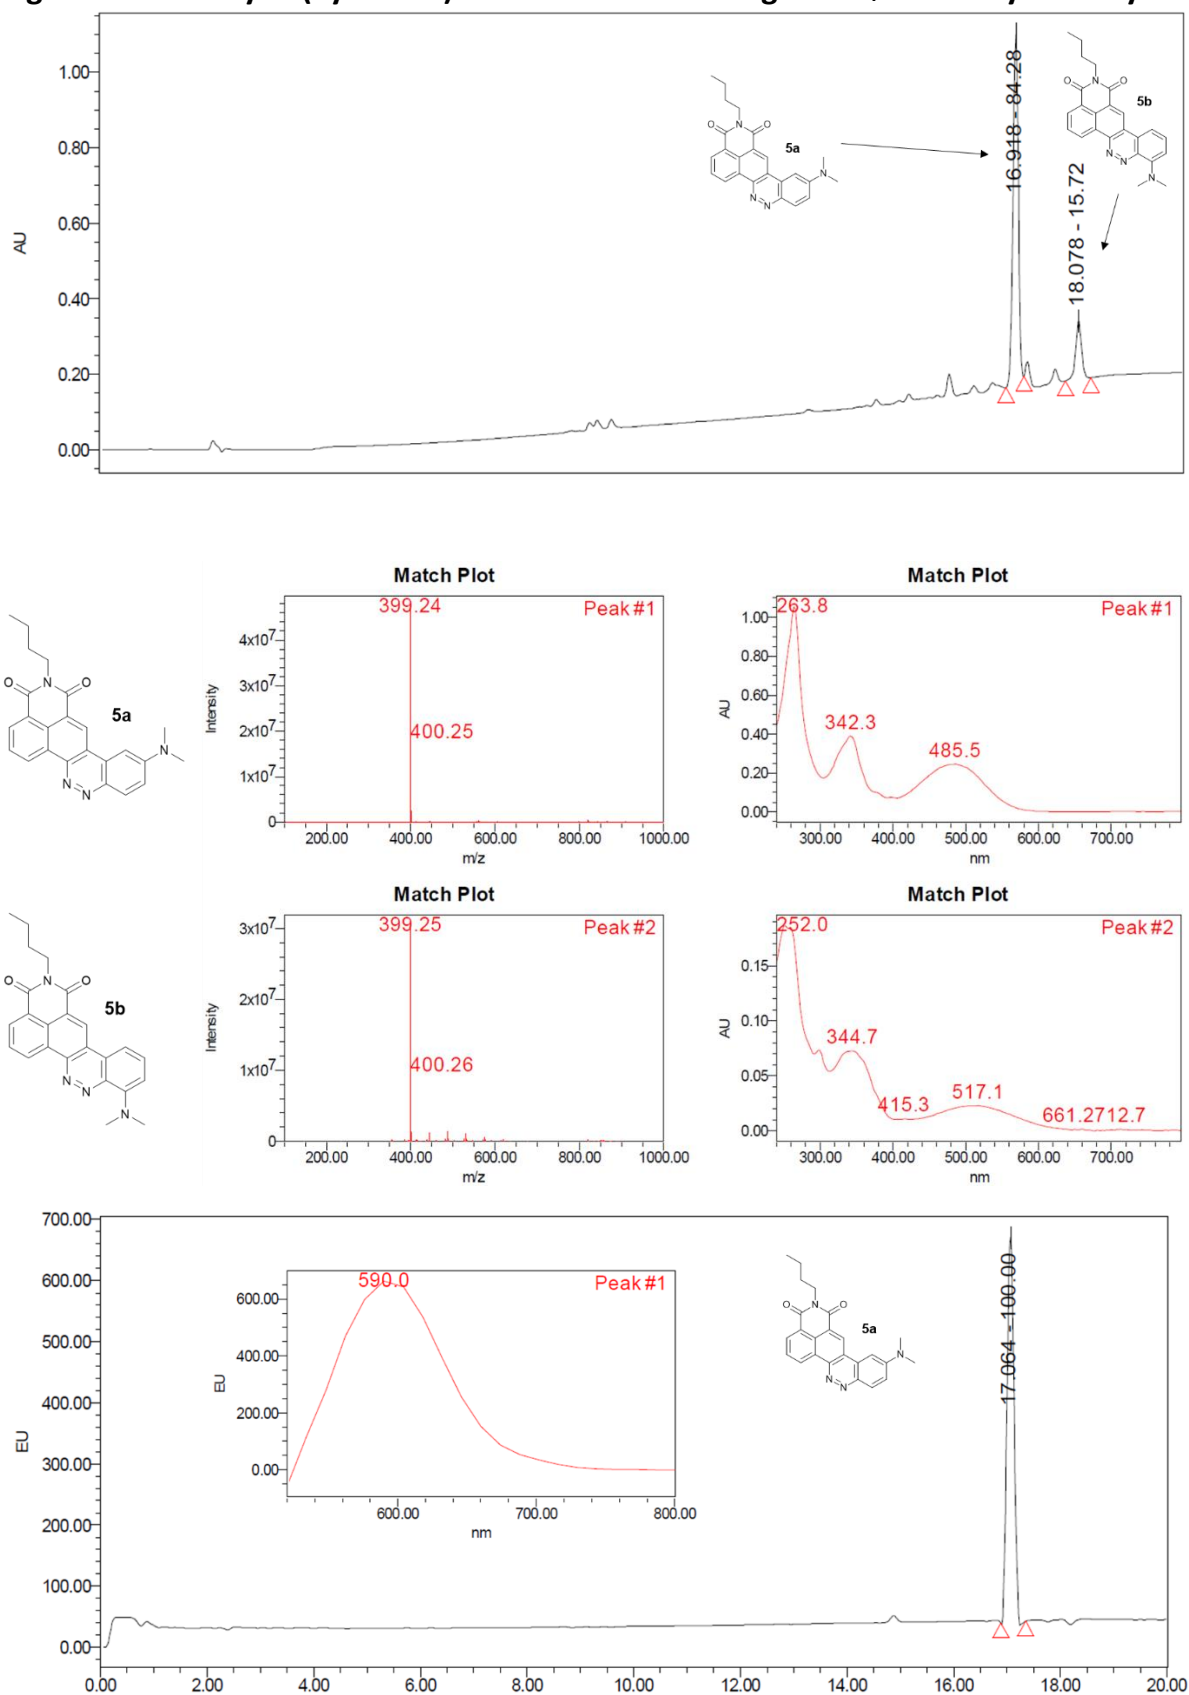 1.00
0.80
0.60
0.40
0.20
0.00
AU
O
N
O
5a
N
N
N
16.918 - 84.28
O
N
O
5b
N
N
N
18.078 - 15.72
Match Plot
399.24
Peak #1
4x10⁷
3x10⁷
2x10⁷
1x10⁷
0
400.25
Intensity
200.00 400.00 600.00 800.00 1000.00
m/z
Match Plot
263.8
Peak #1
1.00
0.80
0.60
0.40
0.20
0.00
AU
342.3
485.5
300.00 400.00 500.00 600.00 700.00
nm
O
N
O
5a
N
N
N
Match Plot
399.25
Peak #2
3x10⁷
2x10⁷
1x10⁷
0
400.26
Intensity
200.00 400.00 600.00 800.00 1000.00
m/z
Match Plot
252.0
Peak #2
0.15
0.10
0.05
0.00
AU
344.7
415.3
517.1
661.2712.7
300.00 400.00 500.00 600.00 700.00
nm
O
N
O
5b
N
N
N
700.00
600.00
500.00
400.00
300.00
200.00
100.00
0.00
EU
590.0
Peak #1
600.00
400.00
200.00
0.00
EU
600.00 700.00 800.00
nm
O
N
O
5a
N
N
N
17.064 - 100.00
0.00 2.00 4.00 6.00 8.00 10.00 12.00 14.00 16.00 18.00 20.00